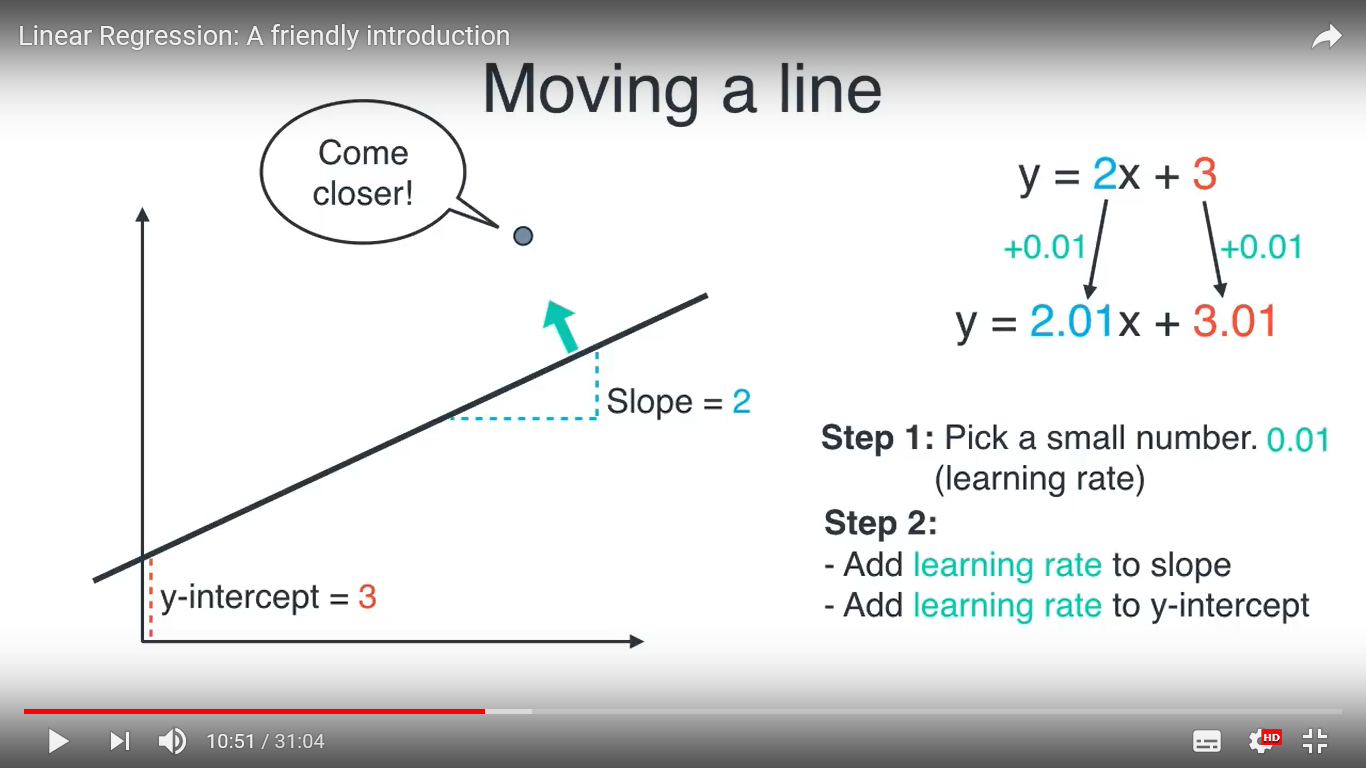 Linear Regression: A friendly introduction
Moving a line
Come
closer!
y = 2x + 3
+0.01 +0.01
y = 2.01x + 3.01
Slope = 2
y-intercept = 3
Step 1: Pick a small number. 0.01
(learning rate)
Step 2:
- Add learning rate to slope
- Add learning rate to y-intercept
10:51 / 31:04
HD